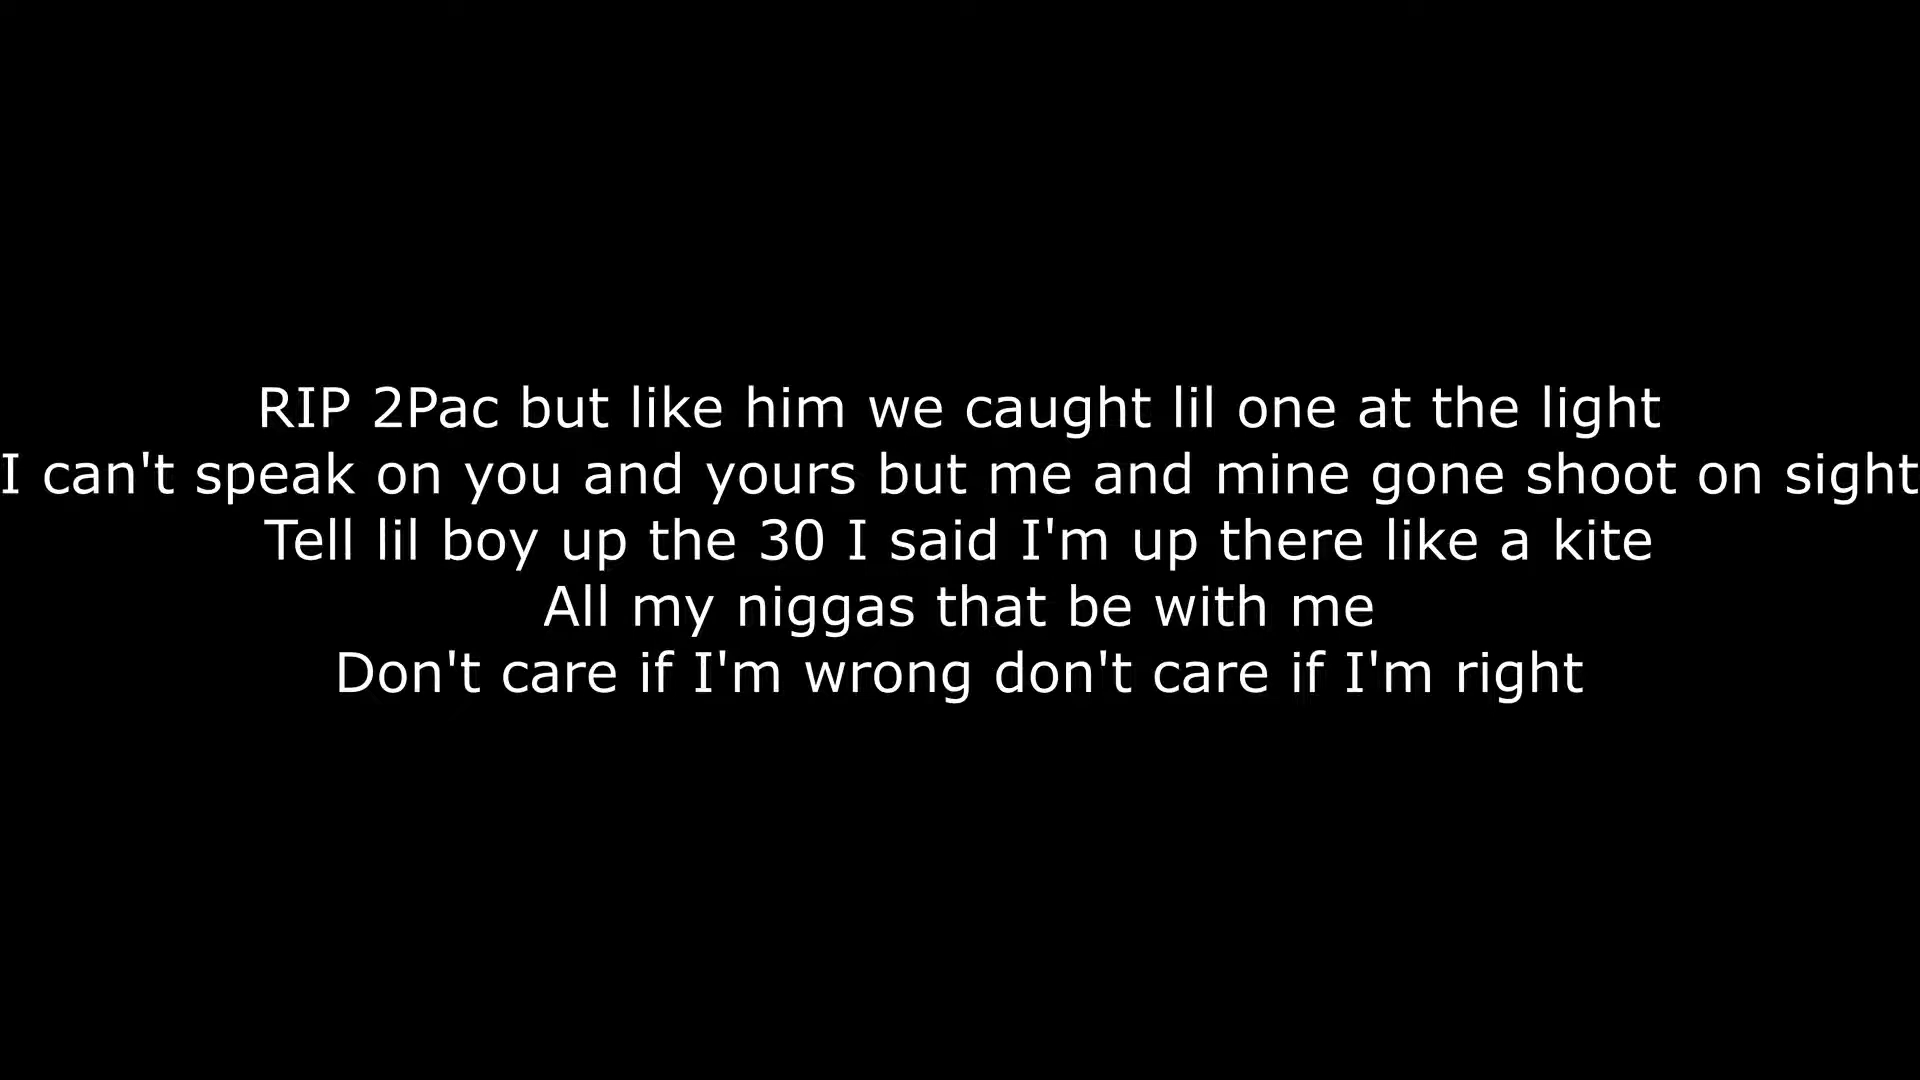 RIP 2Pac but like him we caught lil one at the light
I can't speak on you and yours but me and mine gone shoot on sight
Tell lil boy up the 30 I said I'm up there like a kite
All my niggas that be with me
Don't care if I'm wrong don't care if I'm right